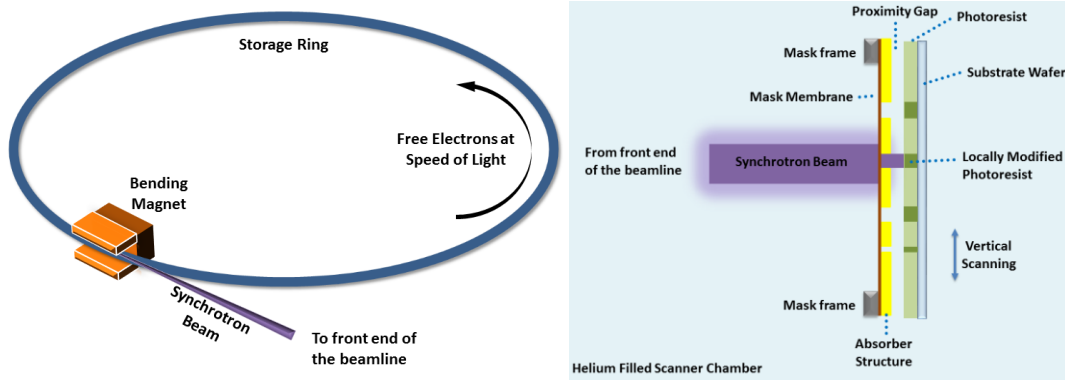 Storage Ring
Free Electrons at
Speed of Light
Bending
Magnet
Synchrotron
Beam
To front end of
the beamline
Proximity Gap
Photoresist
Mask frame
Substrate Wafer
Mask Membrane
From front end
of the beamline
Synchrotron Beam
Locally Modified
Photoresist
Vertical
Scanning
Mask frame
Absorber
Structure
Helium Filled Scanner Chamber